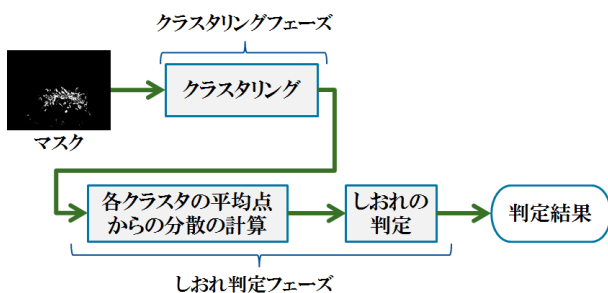 クラスタリングフェーズ
クラスタリング
マスク
各クラスタの平均点
からの分散の計算
しおれの
判定
判定結果
しおれ判定フェーズ